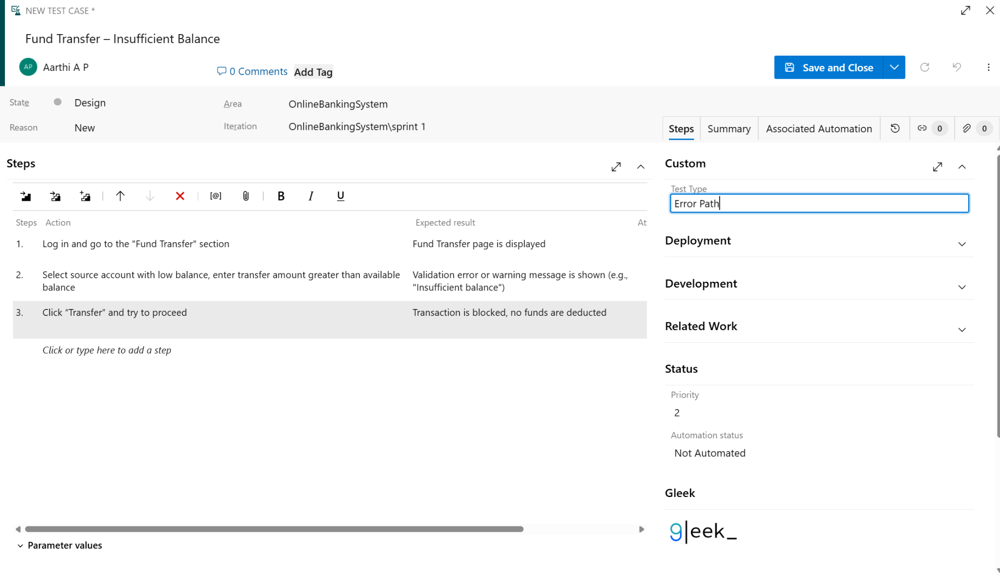 NEW TEST CASE *
Fund Transfer – Insufficient Balance
AP Aarthi A P
0 Comments Add Tag
Save and Close
State Design
Area OnlineBankingSystem
Reason New
Iteration OnlineBankingSystem\sprint 1
Steps Summary Associated Automation 0 0
Steps
[@] B I U
Steps Action Expected result At
1. Log in and go to the "Fund Transfer" section Fund Transfer page is displayed
2. Select source account with low balance, enter transfer amount greater than available Validation error or warning message is shown (e.g.,
balance "Insufficient balance")
3. Click “Transfer” and try to proceed Transaction is blocked, no funds are deducted
Click or type here to add a step
Parameter values
Custom
Test Type
Error Path
Deployment
Development
Related Work
Status
Priority
2
Automation status
Not Automated
Gleek
g|eek_